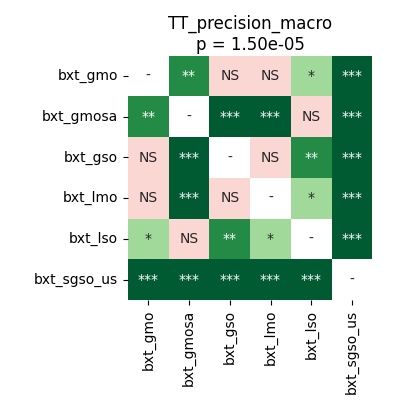 TT_precision_macro
p = 1.50e-05
bxt_gmo - ** NS NS * ***
bxt_gmosa ** - *** *** NS ***
bxt_gso NS *** - NS ** ***
bxt_lmo NS *** NS - * ***
bxt_lso * NS ** * - ***
bxt_sgso_us *** *** *** *** *** -
bxt_gmo
bxt_gmosa
bxt_gso
bxt_lmo
bxt_lso
bxt_sgso_us